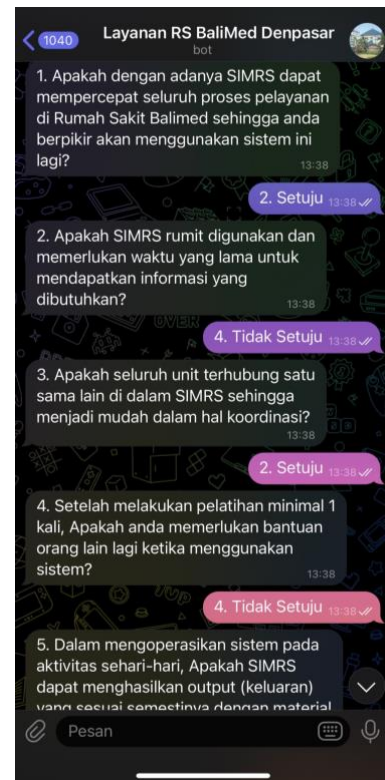 1040
Layanan RS BaliMed Denpasar
bot
1. Apakah dengan adanya SIMRS dapat
mempercepat seluruh proses pelayanan
di Rumah Sakit Balimed sehingga anda
berpikir akan menggunakan sistem ini
lagi?
13:38
2. Setuju 13:38
2. Apakah SIMRS rumit digunakan dan
memerlukan waktu yang lama untuk
mendapatkan informasi yang
dibutuhkan?
13:38
4. Tidak Setuju 13:38
3. Apakah seluruh unit terhubung satu
sama lain di dalam SIMRS sehingga
menjadi mudah dalam hal koordinasi?
13:38
2. Setuju 13:38
4. Setelah melakukan pelatihan minimal 1
kali, Apakah anda memerlukan bantuan
orang lain lagi ketika menggunakan
sistem?
13:38
4. Tidak Setuju 13:38
5. Dalam mengoperasikan sistem pada
aktivitas sehari-hari, Apakah SIMRS
dapat menghasilkan output (keluaran)
yang sesuai semestinya dengan material
Pesan